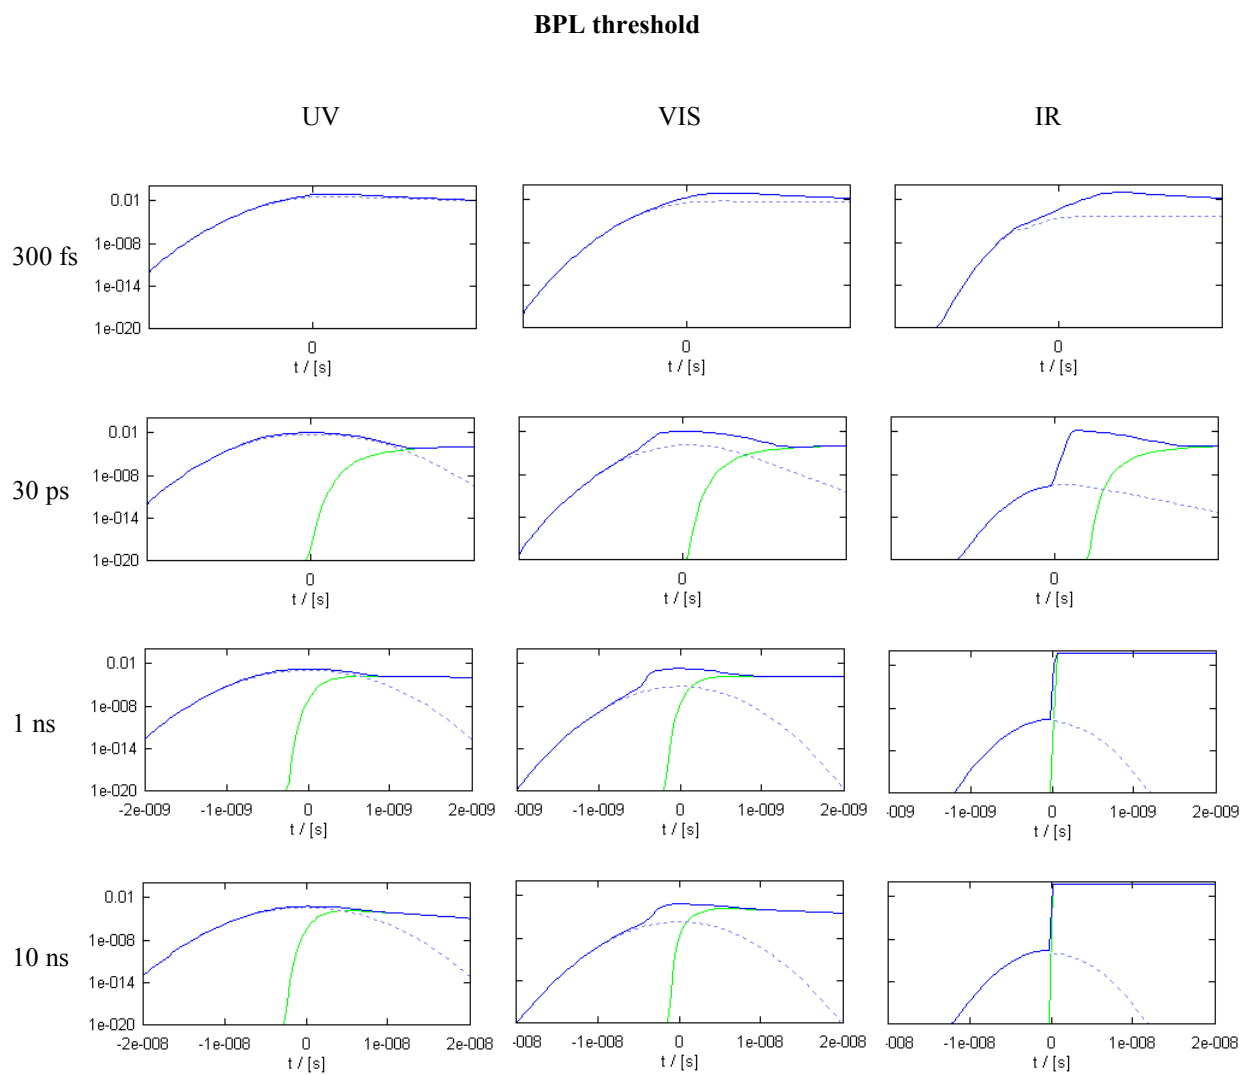 BPL threshold
UV VIS IR
300 fs
0.01
1e-008
1e-014
1e-020
0 0 0
t / [s] t / [s] t / [s]
30 ps
0.01
1e-008
1e-014
1e-020
0 0 0
t / [s] t / [s] t / [s]
1 ns
0.01
1e-008
1e-014
1e-020
-2e-009 -1e-009 0 1e-009 2e-009 -009 -1e-009 0 1e-009 2e-009 -009 -1e-009 0 1e-009 2e-009
t / [s] t / [s] t / [s]
10 ns
0.01
1e-008
1e-014
1e-020
-2e-008 -1e-008 0 1e-008 2e-008 -008 -1e-008 0 1e-008 2e-008 -008 -1e-008 0 1e-008 2e-008
t / [s] t / [s] t / [s]